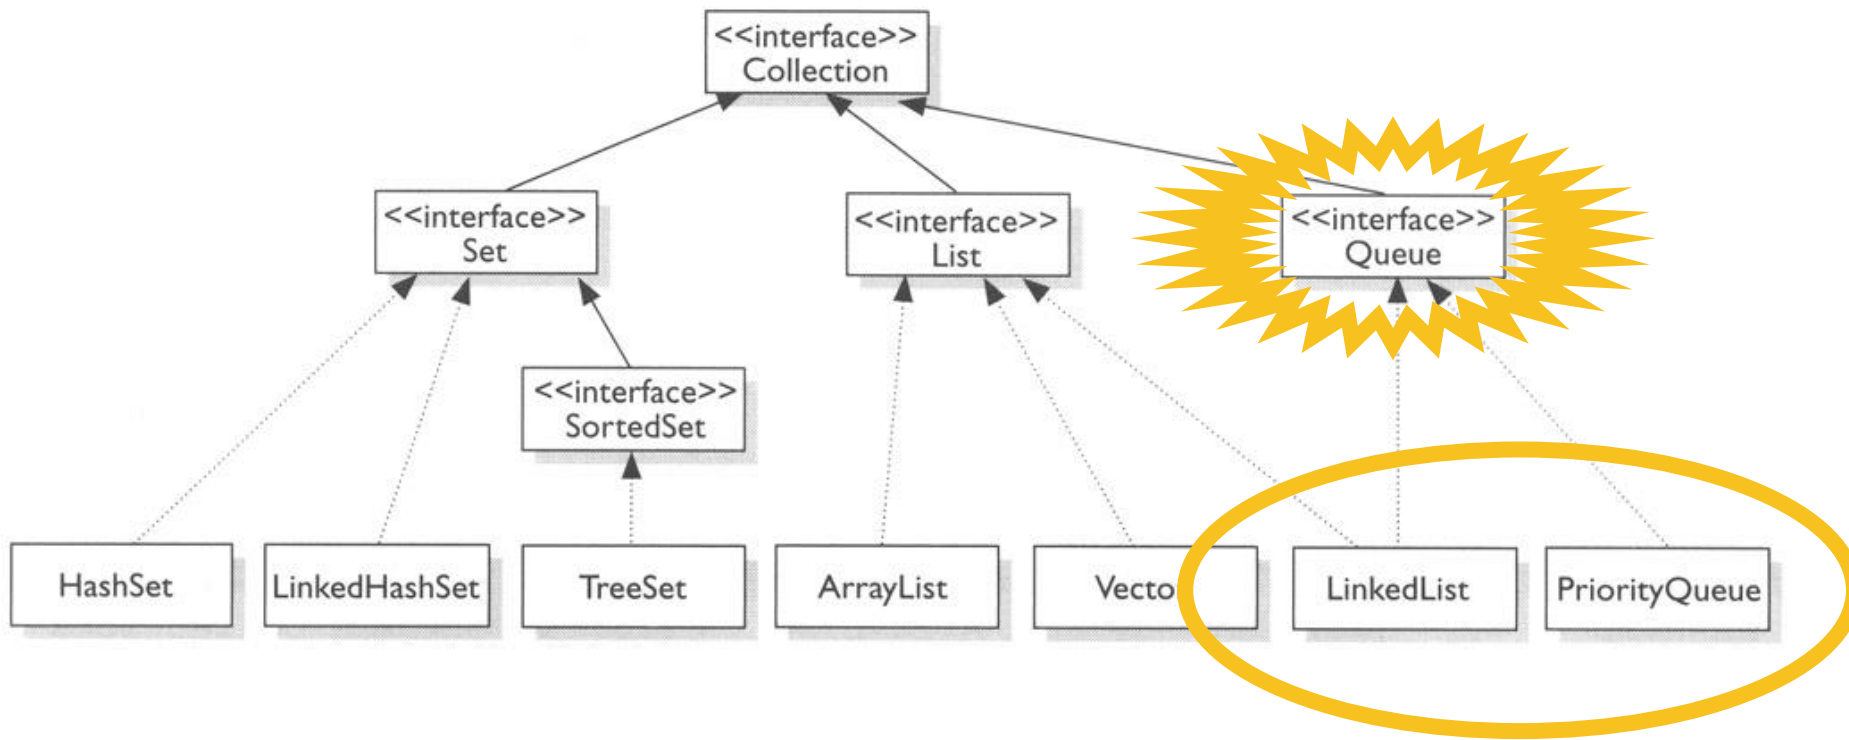 <<interface>>
Collection
<<interface>>
Set
<<interface>>
List
<<interface>>
Queue
<<interface>>
SortedSet
HashSet
LinkedHashSet
TreeSet
ArrayList
Vecto
LinkedList
PriorityQueue